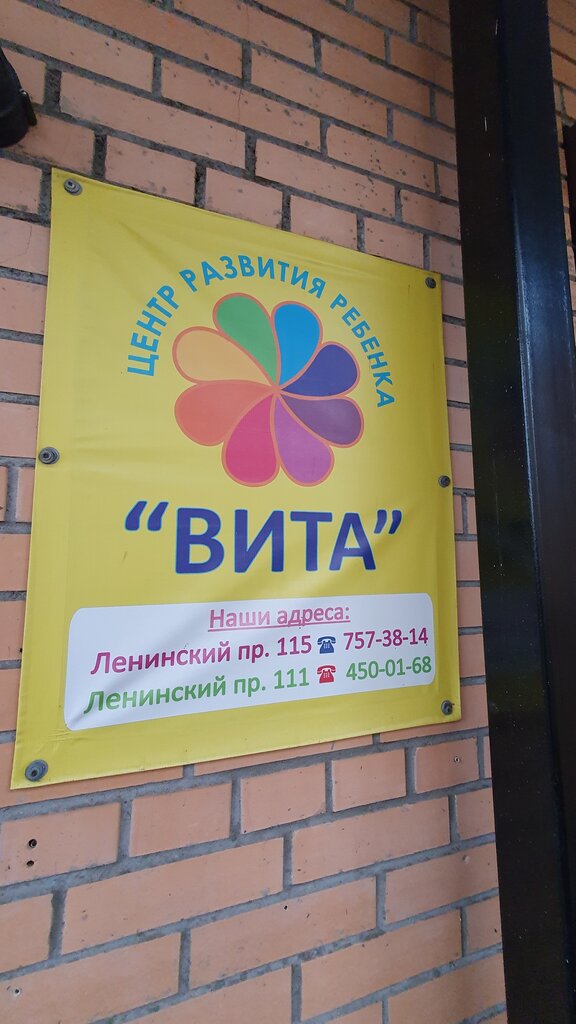 ЦЕНТР РАЗВИТИЯ РЕБЕНКА
“ВИТА”
Наши адреса:
Ленинский пр. 115 ☎ 757-38-14
Ленинский пр. 111 ☎ 450-01-68